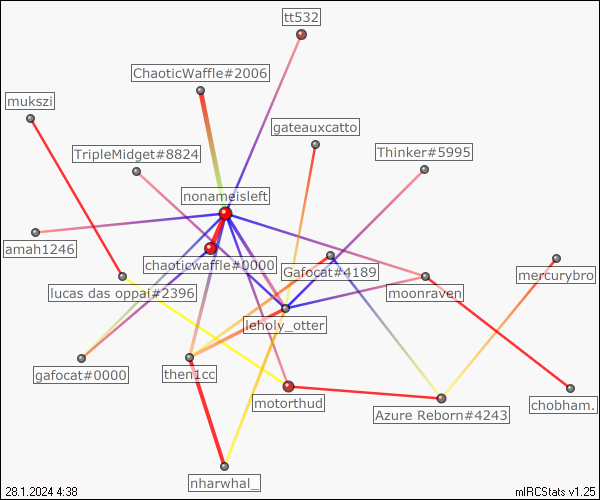 tt532
ChaoticWaffle#2006
mukszi
gateauxcatto
TripleMidget#8824
Thinker#5995
nonameisleft
amah1246
chaoticwaffle#0000
Gafocat#4189
mercurybro
lucas das oppai#2396
moonraven
leholy_otter
gafocat#0000
then1cc
motorthud
Azure Reborn#4243
chobham.
nharwhal_
28.1.2024 4:38
mIRCStats v1.25